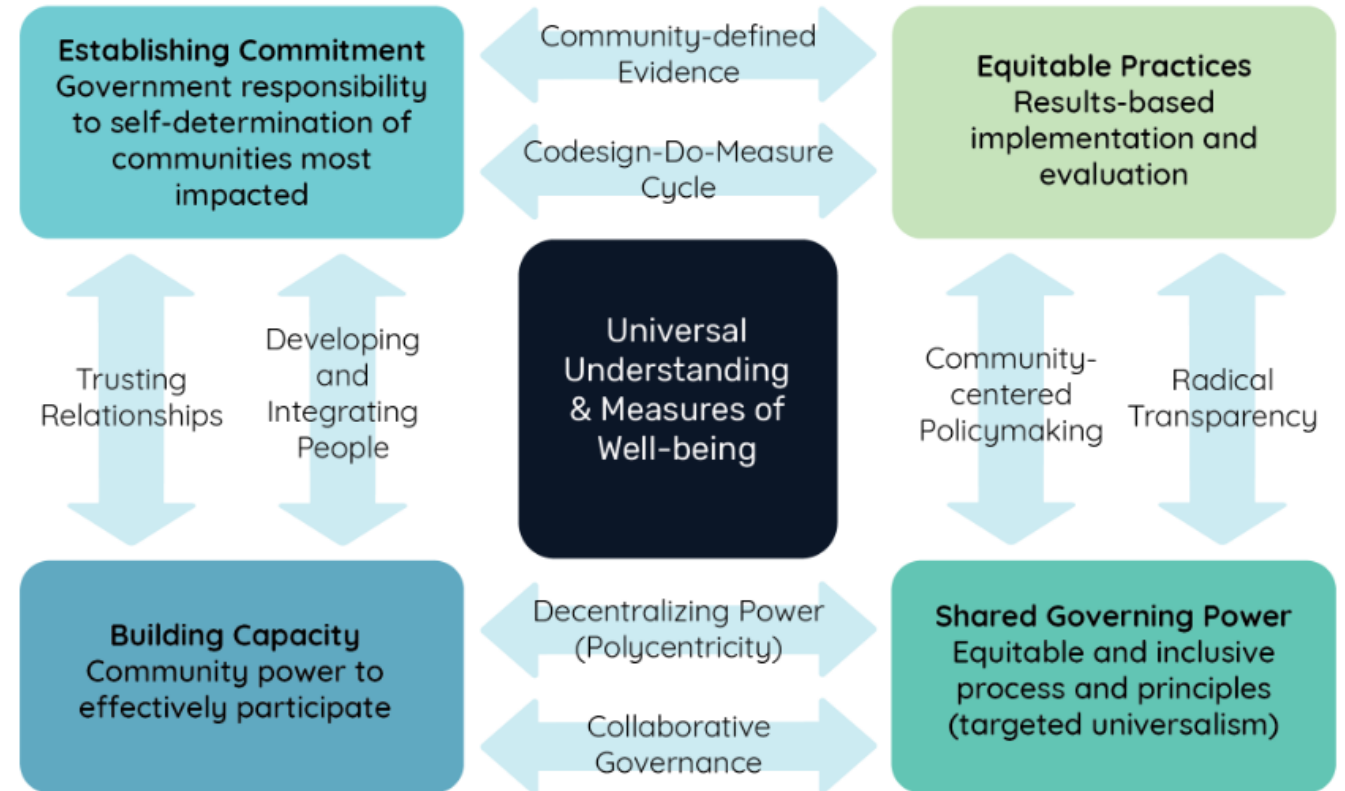 Establishing Commitment
Government responsibility
to self-determination of
communities most
impacted
Community-defined
Evidence
Codesign-Do-Measure
Cycle
Equitable Practices
Results-based
implementation and
evaluation
Trusting
Relationships
Developing
and
Integrating
People
Universal
Understanding
& Measures of
Well-being
Community-
centered
Policymaking
Radical
Transparency
Building Capacity
Community power to
effectively participate
Decentralizing Power
(Polycentricity)
Collaborative
Governance
Shared Governing Power
Equitable and inclusive
process and principles
(targeted universalism)